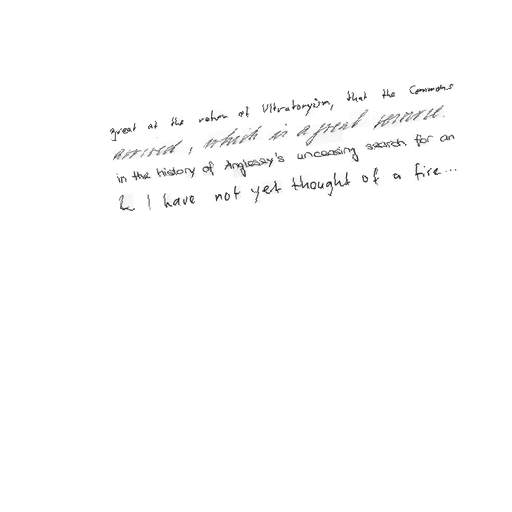 great at the return of Ultratoryism, that the Commons
arrived, which is a great
in the history of Anglesey's unceasing search for an
I have not yet thought of a fire...